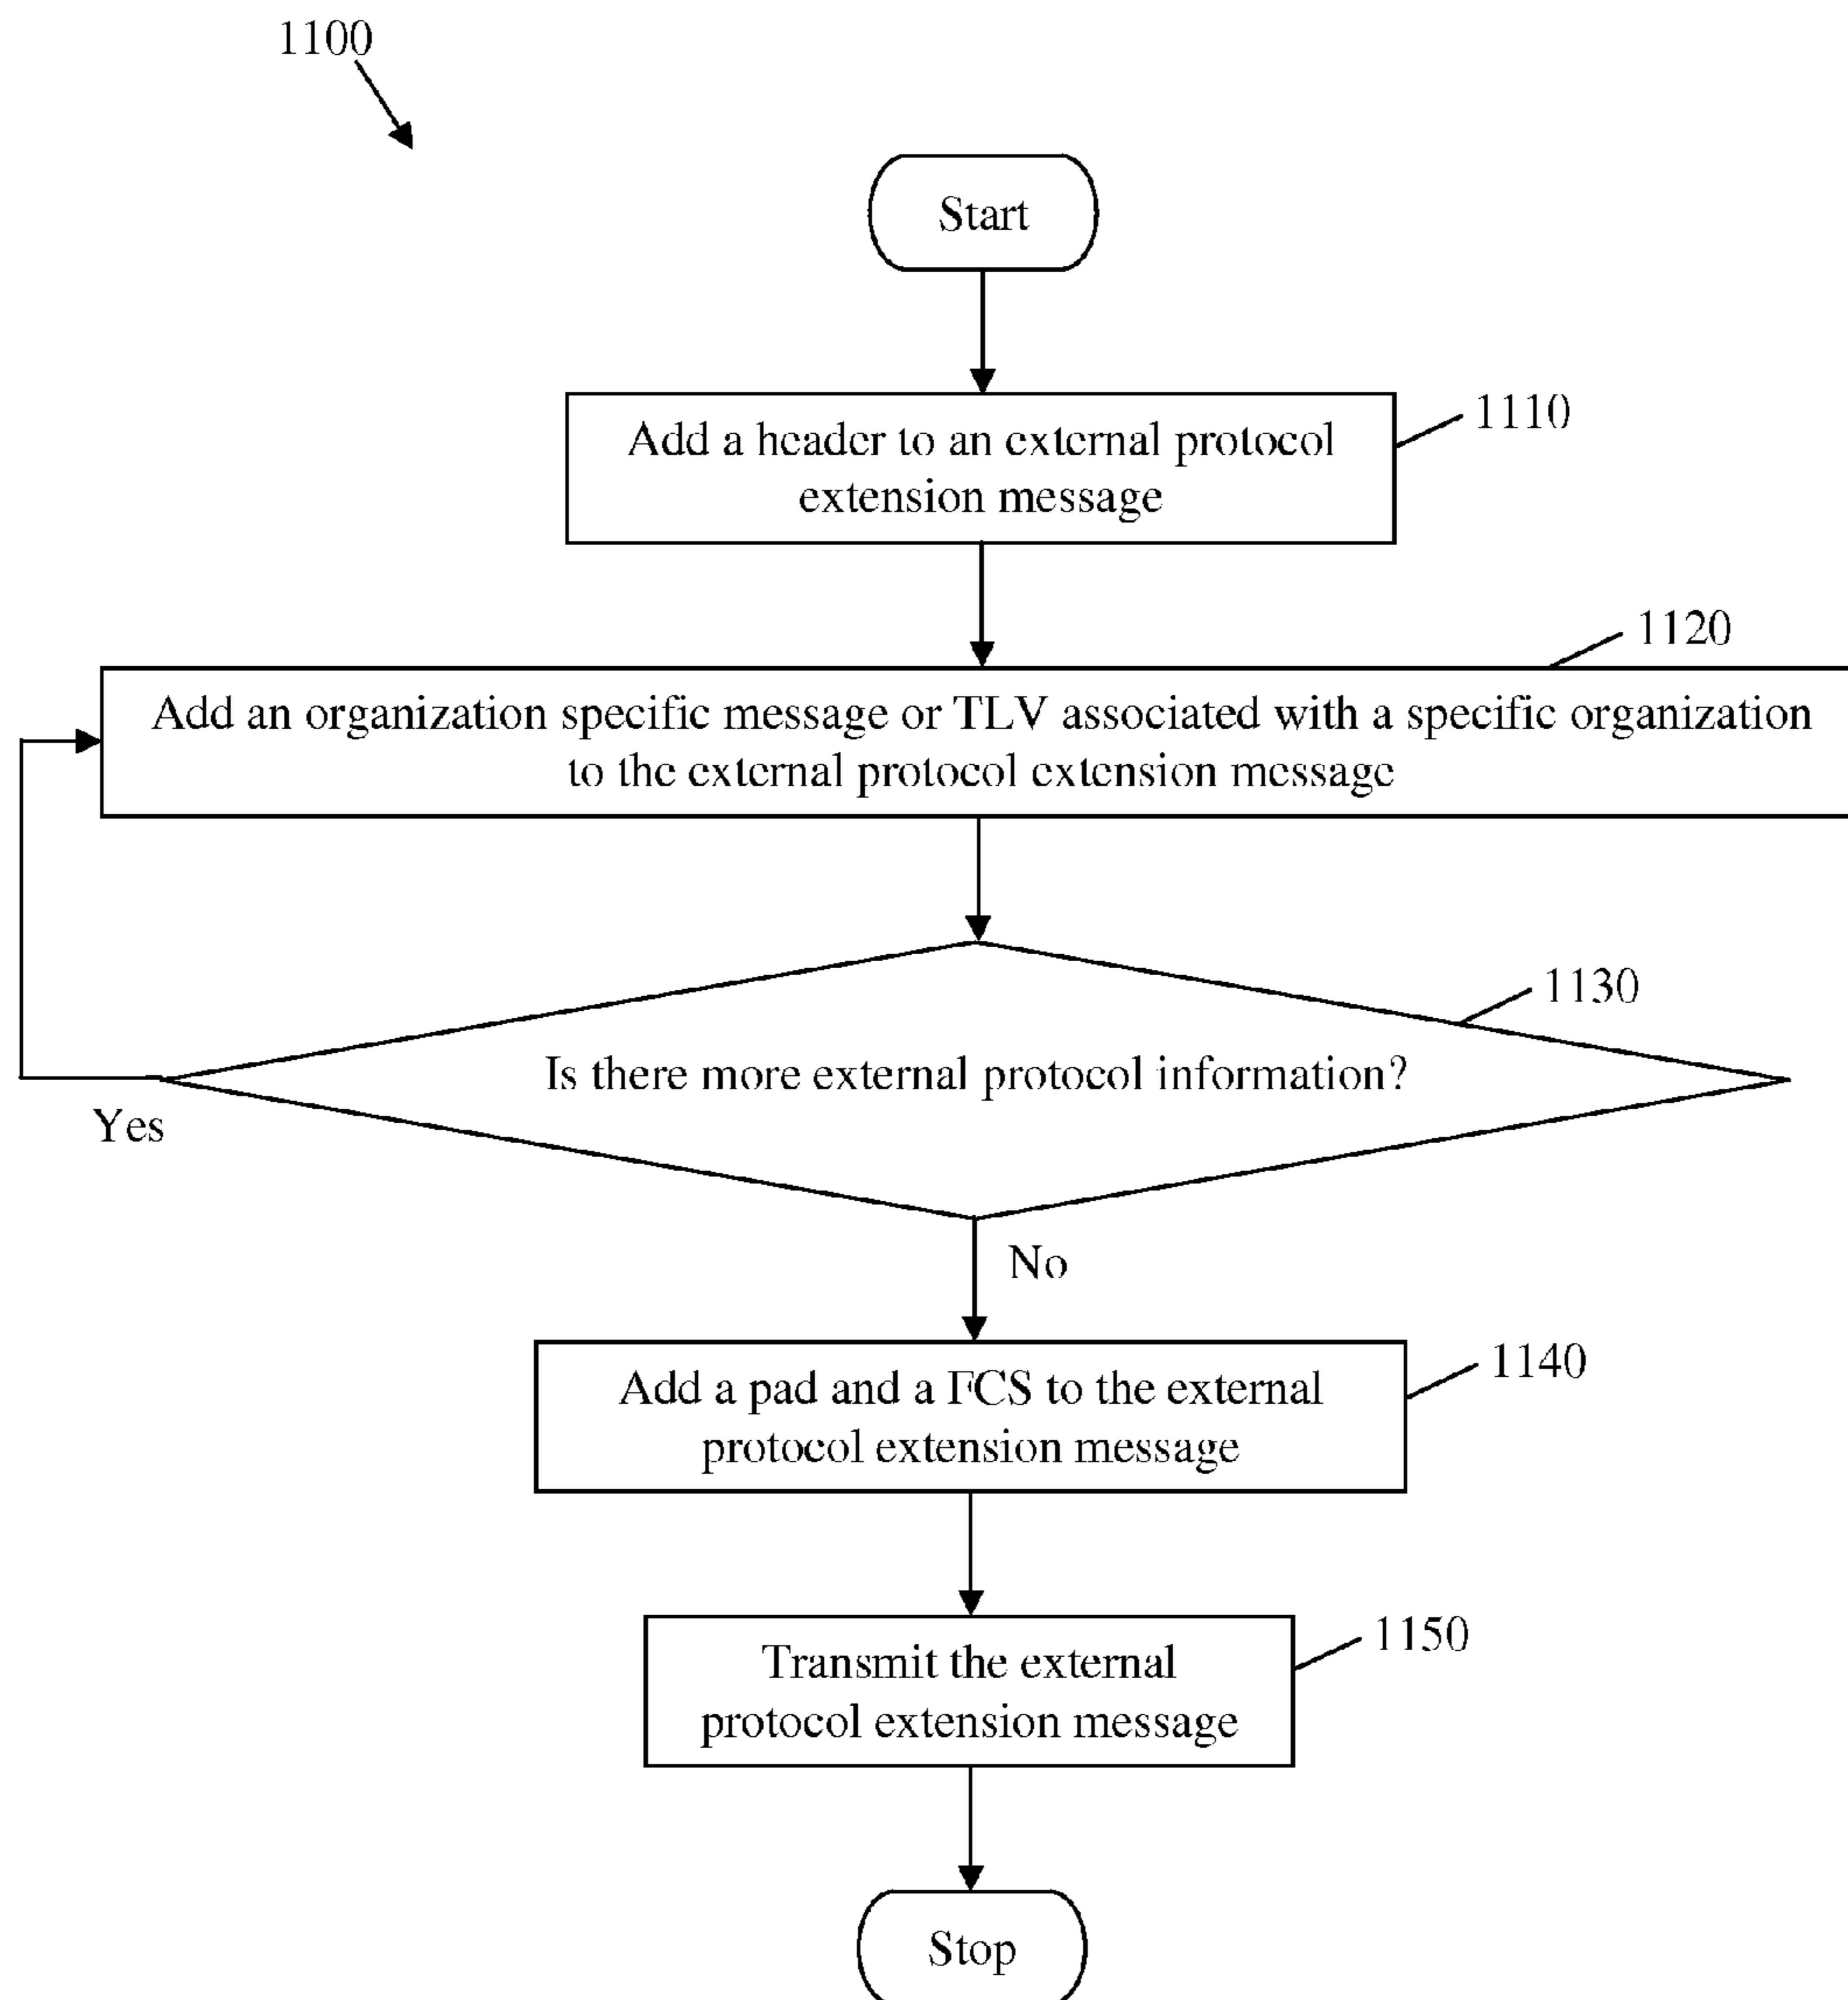 1100
Start
Add a header to an external protocol
extension message
1110
1120
Add an organization specific message or TLV associated with a specific organization
to the external protocol extension message
1130
Is there more external protocol information?
Yes
No
Add a pad and a FCS to the external
protocol extension message
1140
Transmit the external
protocol extension message
1150
Stop